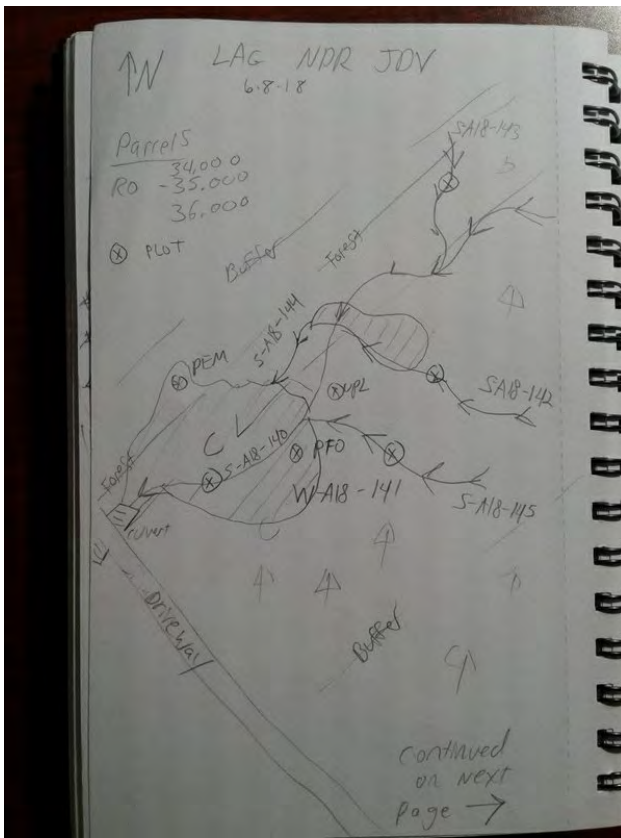 N LAG NDR JDV
6-8-18
Parrels
34,000
RO -35.000
36.000
⊗ PLOT
S-A18-143
Buffer
Forest
S-A18-144
PEM
UPL
SA18-142
C
S-A18-140
PFO
Forest
W-A18-141
S-A18-145
culvert
C
Driveway
Buffer
continued
on Next
Page →